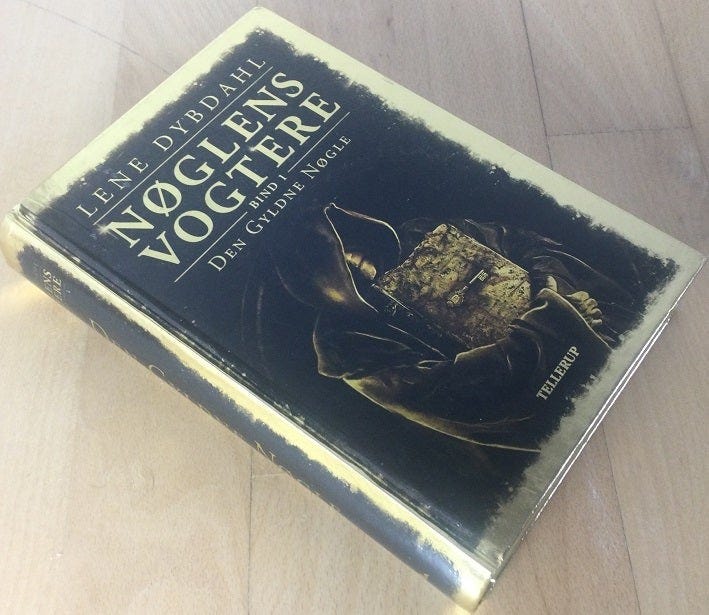 LENE DYBDAHL
NØGLENS
VOGTERE
BIND 1
DEN GYLDNE NØGLE
TELLERUP